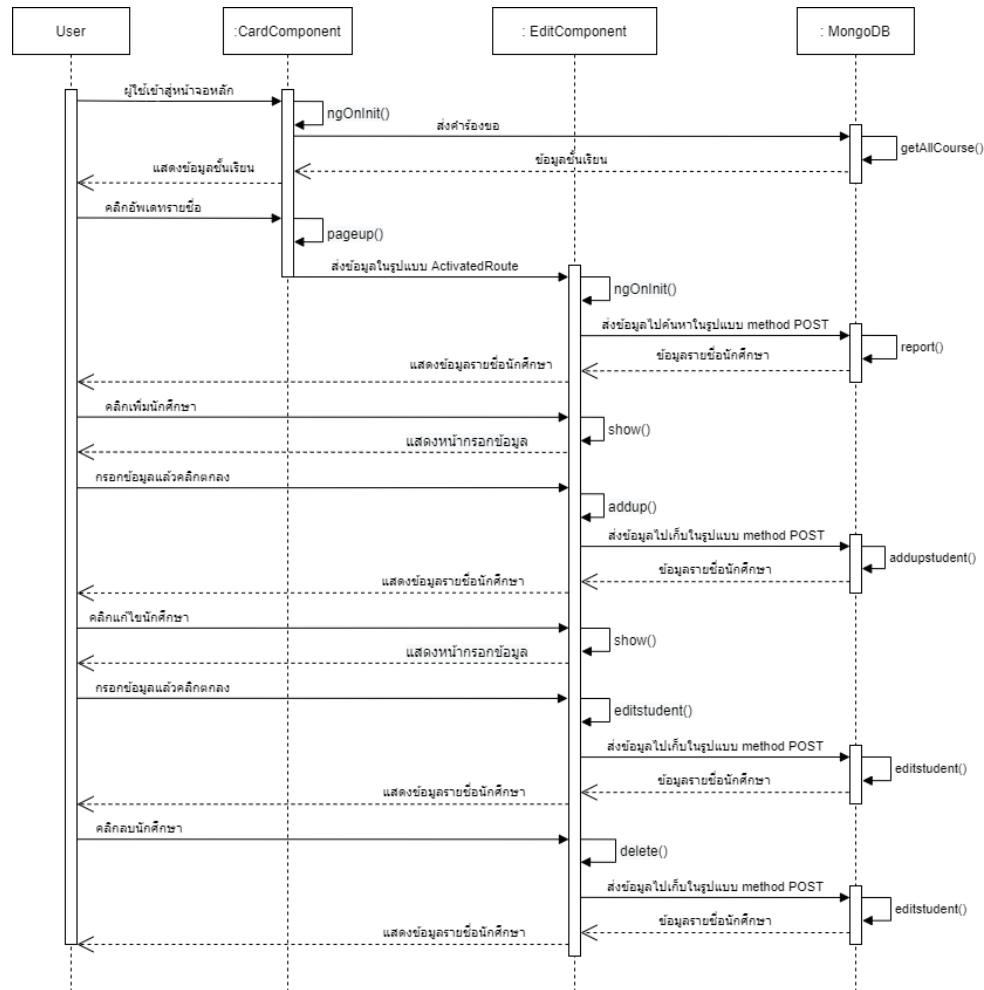 User
:CardComponent
: EditComponent
: MongoDB
ผู้ใช้เข้าสู่หน้าจอหลัก
ngOnInit()
ส่งคำร้องขอ
getAllCourse()
ข้อมูลชั้นเรียน
แสดงข้อมูลชั้นเรียน
คลิกอัพเดทรายชื่อ
pageup()
ส่งข้อมูลในรูปแบบ ActivatedRoute
ngOnInit()
ส่งข้อมูลไปค้นหาในรูปแบบ method POST
report()
ข้อมูลรายชื่อนักศึกษา
แสดงข้อมูลรายชื่อนักศึกษา
คลิกเพิ่มนักศึกษา
show()
แสดงหน้ากรอกข้อมูล
กรอกข้อมูลแล้วคลิกตกลง
addup()
ส่งข้อมูลไปเก็บในรูปแบบ method POST
addupstudent()
ข้อมูลรายชื่อนักศึกษา
แสดงข้อมูลรายชื่อนักศึกษา
คลิกแก้ไขนักศึกษา
show()
แสดงหน้ากรอกข้อมูล
กรอกข้อมูลแล้วคลิกตกลง
editstudent()
ส่งข้อมูลไปเก็บในรูปแบบ method POST
editstudent()
ข้อมูลรายชื่อนักศึกษา
แสดงข้อมูลรายชื่อนักศึกษา
คลิกลบนักศึกษา
delete()
ส่งข้อมูลไปเก็บในรูปแบบ method POST
editstudent()
ข้อมูลรายชื่อนักศึกษา
แสดงข้อมูลรายชื่อนักศึกษา